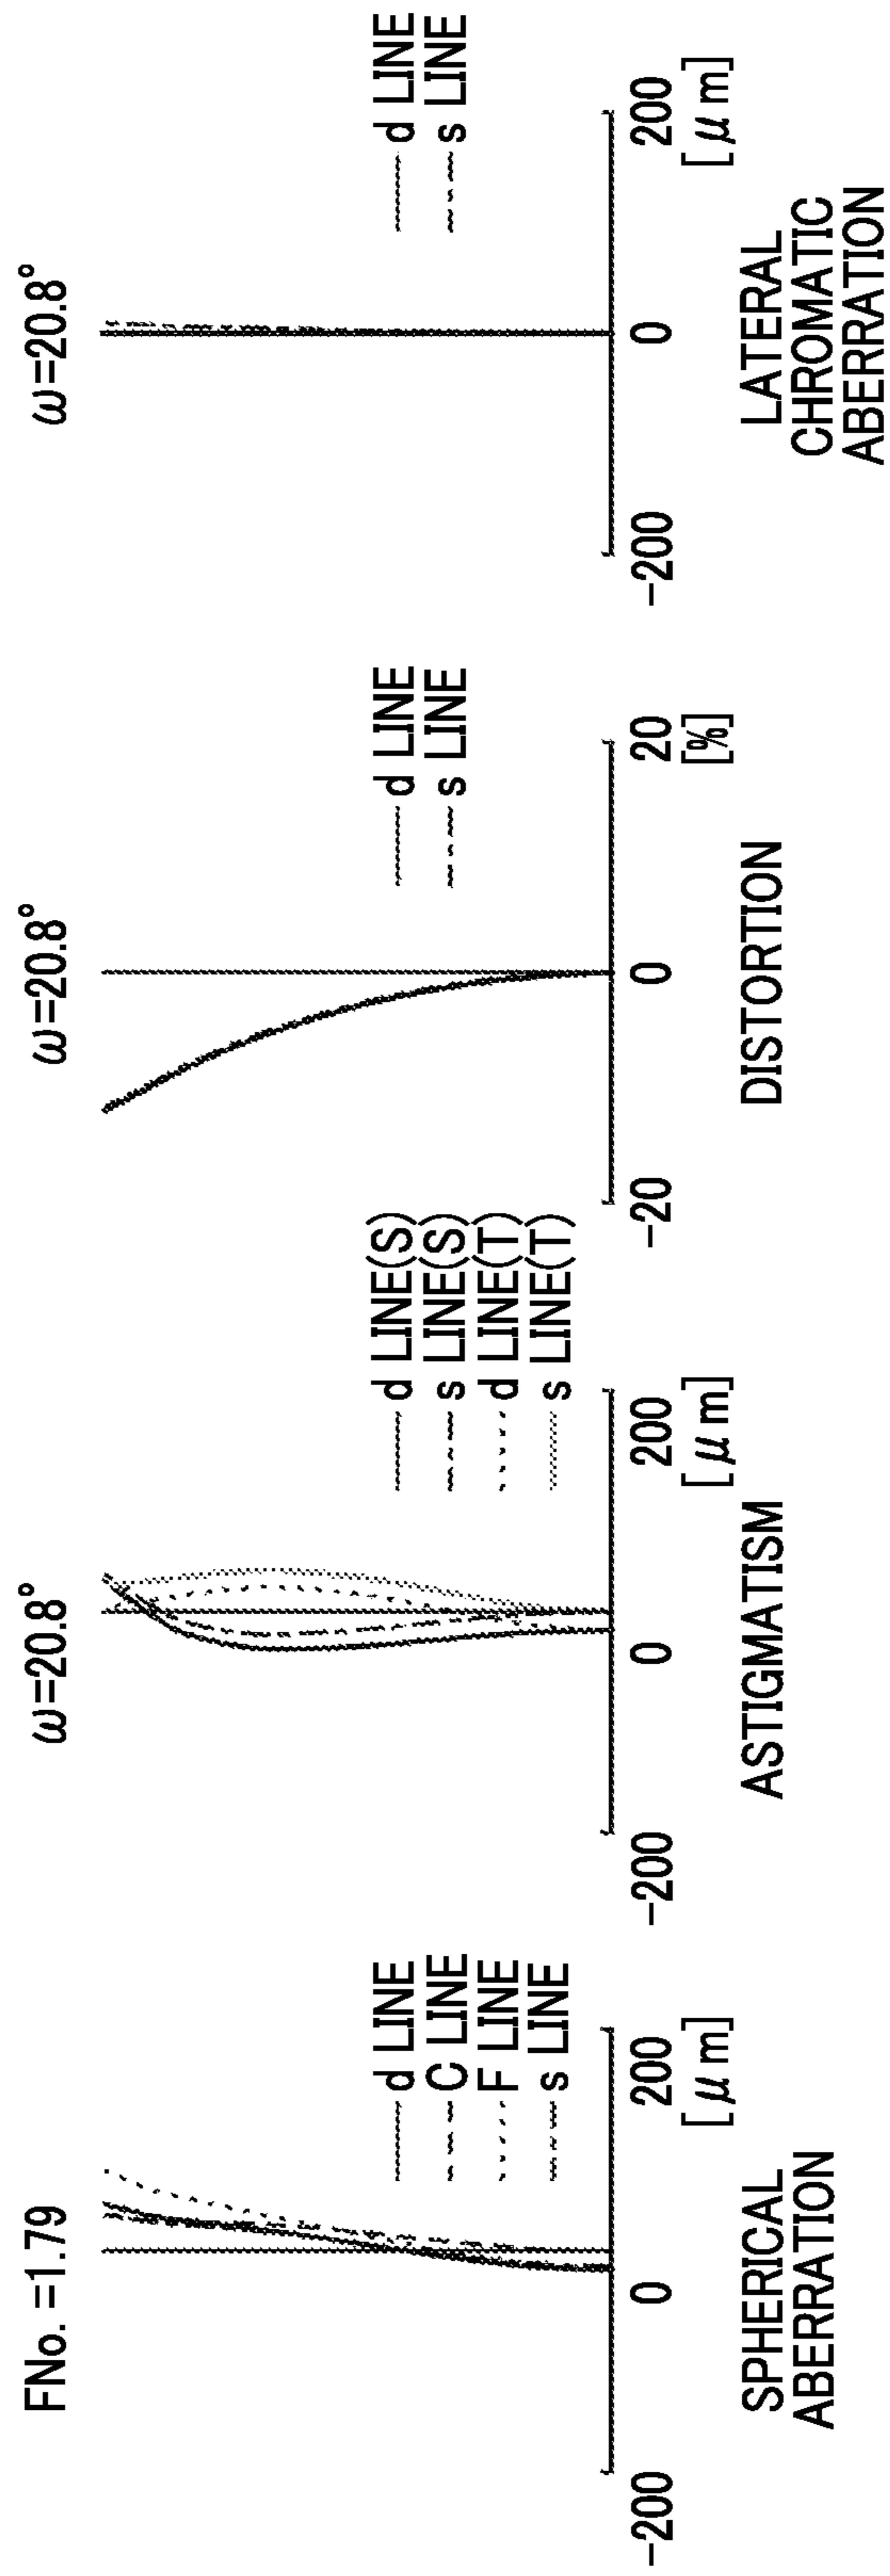 FNo. =1.79
d LINE
C LINE
F LINE
s LINE
-200
0
200
[μm]
SPHERICAL
ABERRATION
ω=20.8°
d LINE(S)
s LINE(S)
d LINE(T)
s LINE(T)
-200
0
200
[μm]
ASTIGMATISM
ω=20.8°
d LINE
s LINE
-20
0
20
[%]
DISTORTION
ω=20.8°
d LINE
s LINE
-200
0
200
[μm]
LATERAL
CHROMATIC
ABERRATION